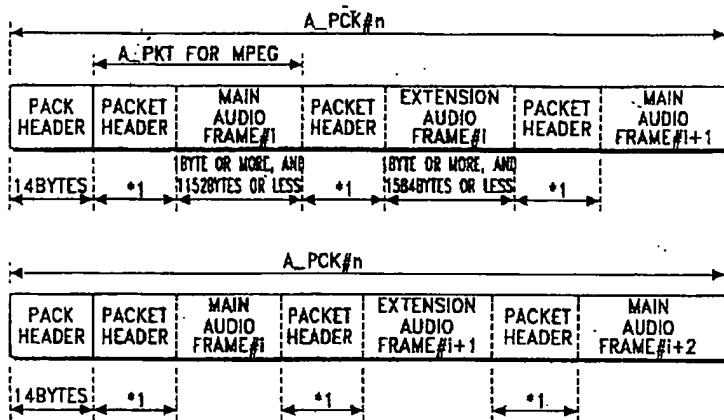 A_PCK#n
A_PKT FOR MPEG
PACK HEADER
PACKET HEADER
MAIN AUDIO FRAME#i
PACKET HEADER
EXTENSION AUDIO FRAME#i
PACKET HEADER
MAIN AUDIO FRAME#i+1
14BYTES
*1
1BYTE OR MORE, AND 1152BYTES OR LESS
*1
1BYTE OR MORE, AND 1584BYTES OR LESS
*1
A_PCK#n
PACK HEADER
PACKET HEADER
MAIN AUDIO FRAME#i
PACKET HEADER
EXTENSION AUDIO FRAME#i+1
PACKET HEADER
MAIN AUDIO FRAME#i+2
14BYTES
*1
*1
*1